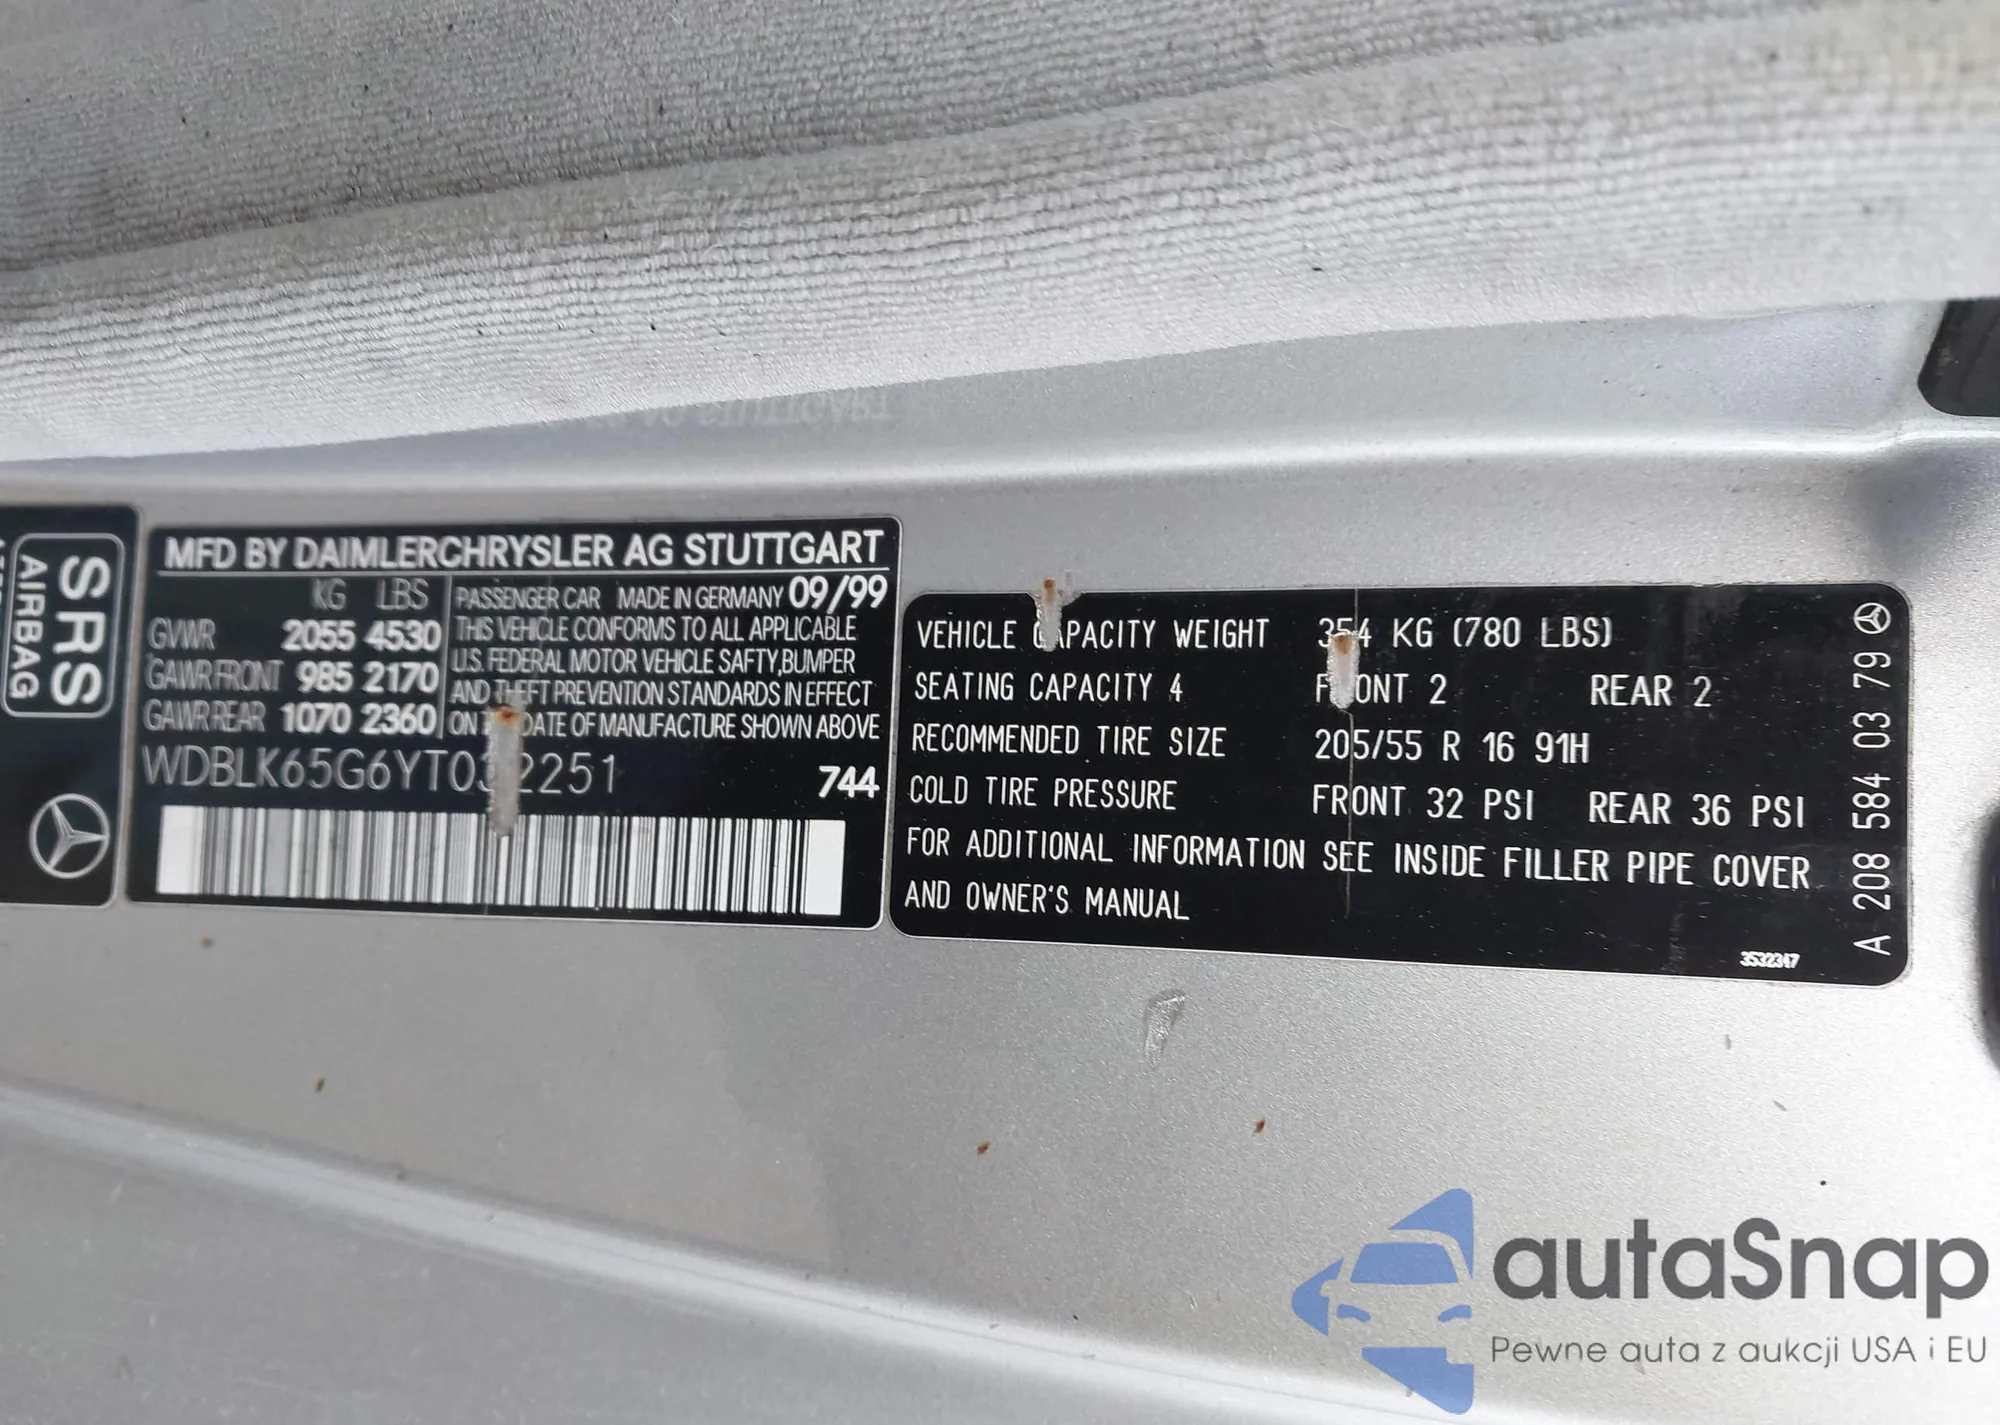 SRS
AIRBAG
MFD BY DAIMLERCHRYSLER AG STUTTGART
KG LBS
GVWR 2055 4530
GAWR FRONT 985 2170
GAWR REAR 1070 2360
PASSENGER CAR MADE IN GERMANY 09/99
THIS VEHICLE CONFORMS TO ALL APPLICABLE
U.S. FEDERAL MOTOR VEHICLE SAFTY,BUMPER
AND THEFT PREVENTION STANDARDS IN EFFECT
ON DATE OF MANUFACTURE SHOWN ABOVE
744
VEHICLE CAPACITY WEIGHT 354 KG (780 LBS)
SEATING CAPACITY 4 FRONT 2 REAR 2
RECOMMENDED TIRE SIZE 205/55 R 16 91H
COLD TIRE PRESSURE FRONT 32 PSI REAR 36 PSI
FOR ADDITIONAL INFORMATION SEE INSIDE FILLER PIPE COVER
AND OWNER'S MANUAL
3532347
A 208 584 03 79
autaSnap
Pewne auta z aukcji USA i EU